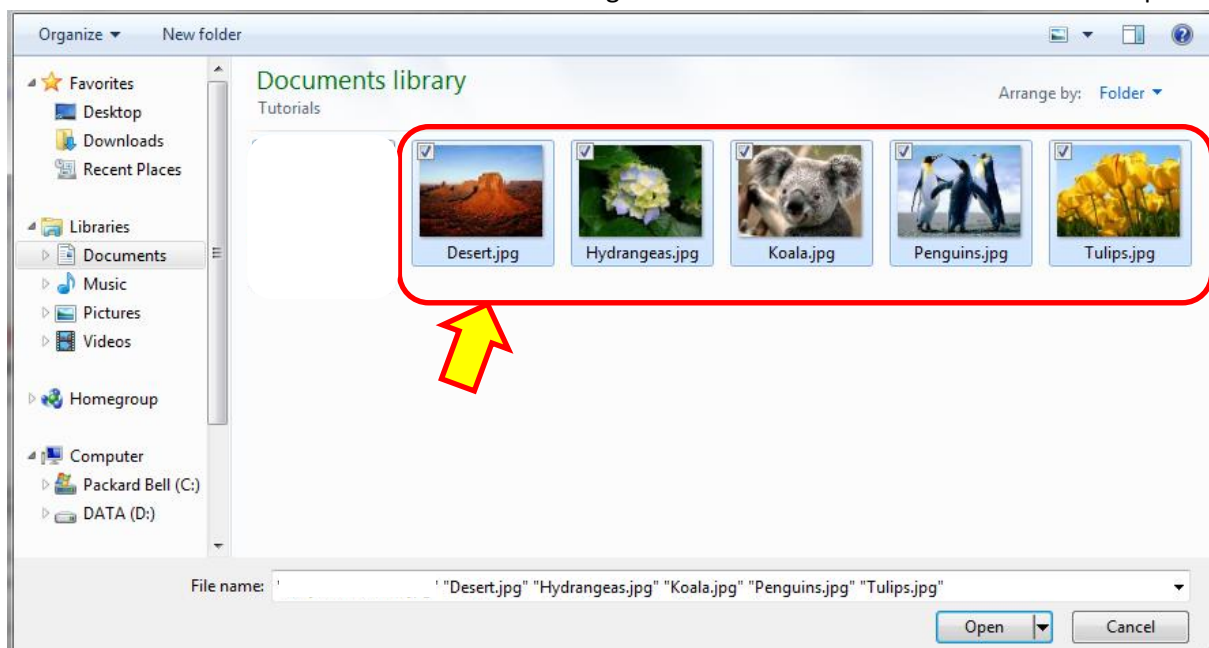 Organize New folder
Favorites
Desktop
Downloads
Recent Places
Libraries
Documents
Music
Pictures
Videos
Homegroup
Computer
Packard Bell (C:)
DATA (D:)
Documents library
Tutorials
Arrange by: Folder
Desert.jpg Hydrangeas.jpg Koala.jpg Penguins.jpg Tulips.jpg
File name: "Desert.jpg" "Hydrangeas.jpg" "Koala.jpg" "Penguins.jpg" "Tulips.jpg"
Open Cancel